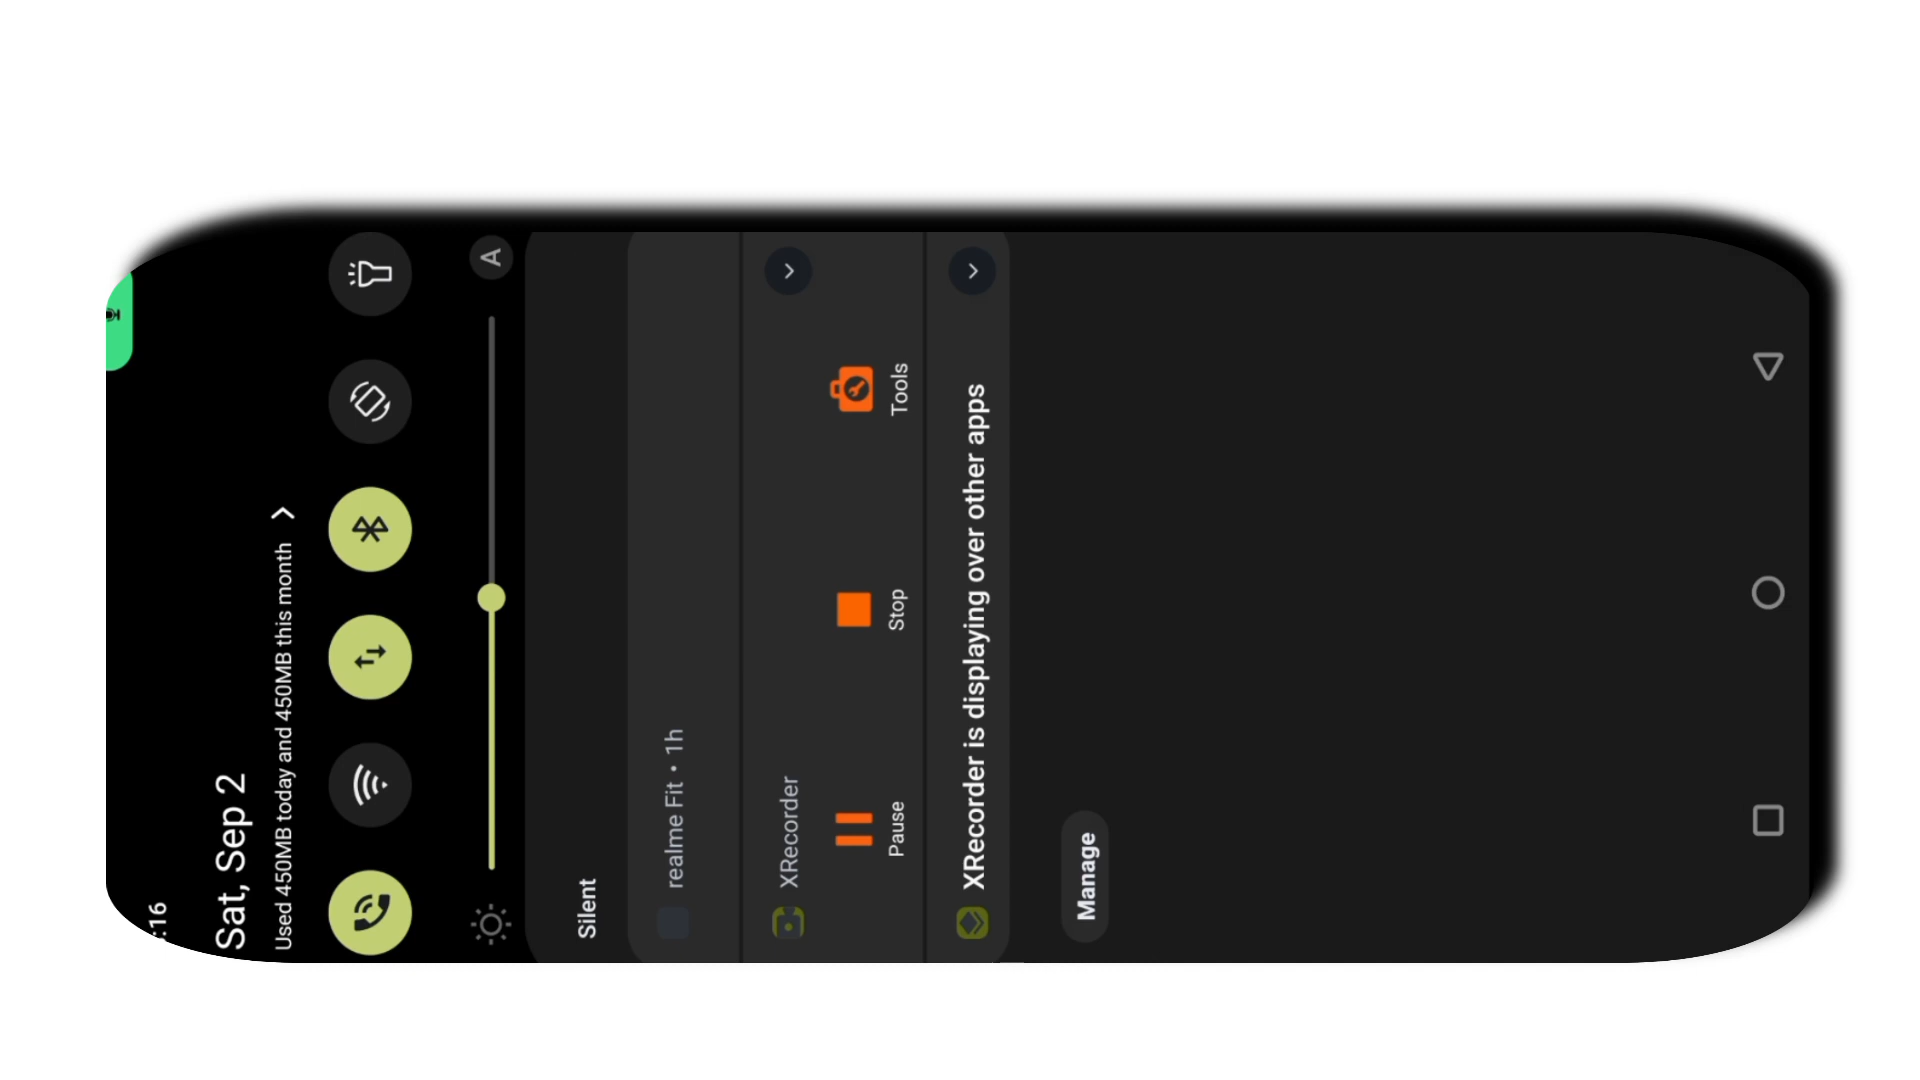 :16
Sat, Sep 2
Used 450MB today and 450MB this month
A
Silent
realme Fit • 1h
XRecorder
Pause Stop Tools
XRecorder is displaying over other apps
Manage